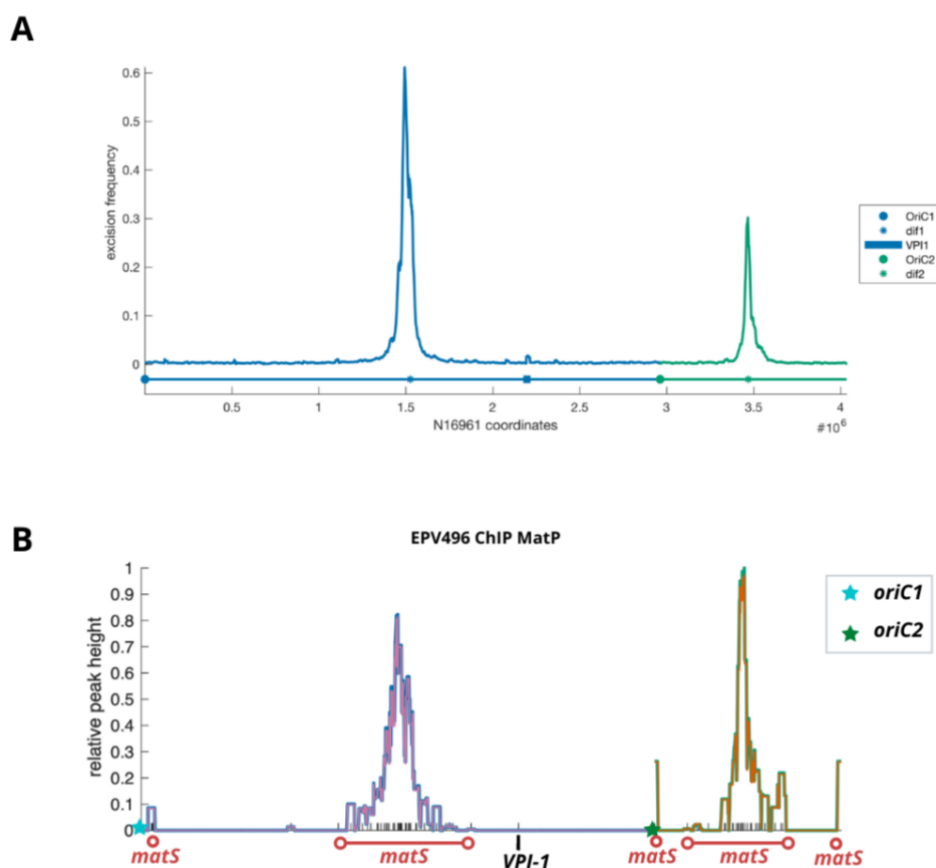 A
excision frequency
0.6
0.5
0.4
0.3
0.2
0.1
0
0.5
1
1.5
2
2.5
3
3.5
4
N16961 coordinates
#10^6
OriC1
dif1
VPI1
OriC2
dif2
B
EPV496 ChIP MatP
relative peak height
1
0.9
0.8
0.7
0.6
0.5
0.4
0.3
0.2
0.1
0
oriC1
oriC2
matS
matS
VPI-1
matS
matS
matS